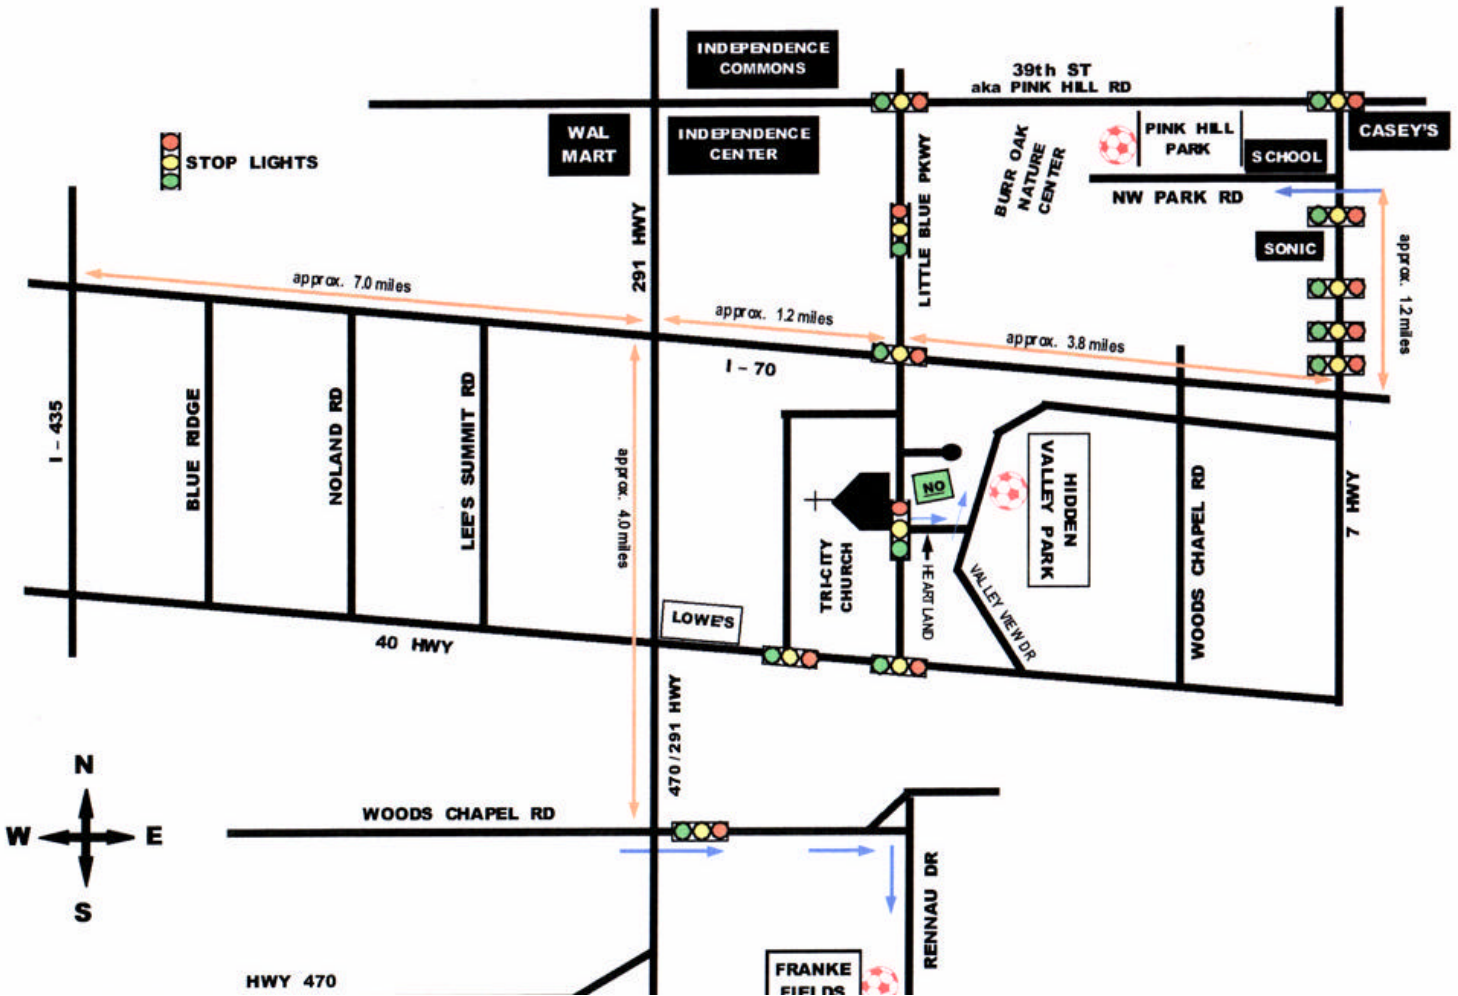 INDEPENDENCE
COMMONS
39th ST
aka PINK HILL RD
WAL
MART
INDEPENDENCE
CENTER
PINK HILL
PARK
CASEY'S
SCHOOL
STOP LIGHTS
BURR OAK
NATURE
CENTER
NW PARK RD
LITTLE BLUE PKWY
291 HWY
SONIC
approx. 1.2 miles
approx. 7.0 miles
approx. 1.2 miles
approx. 3.8 miles
I – 70
I – 435
BLUE RIDGE
NOLAND RD
LEE'S SUMMIT RD
approx. 4.0 miles
NO
HIDDEN
VALLEY PARK
WOODS CHAPEL RD
7 HWY
TRI-CITY
CHURCH
HEARTLAND
VALLEY VIEW DR
LOWE'S
40 HWY
470/291 HWY
N
W E
S
WOODS CHAPEL RD
RENNAU DR
HWY 470
FRANKE
FIELDS